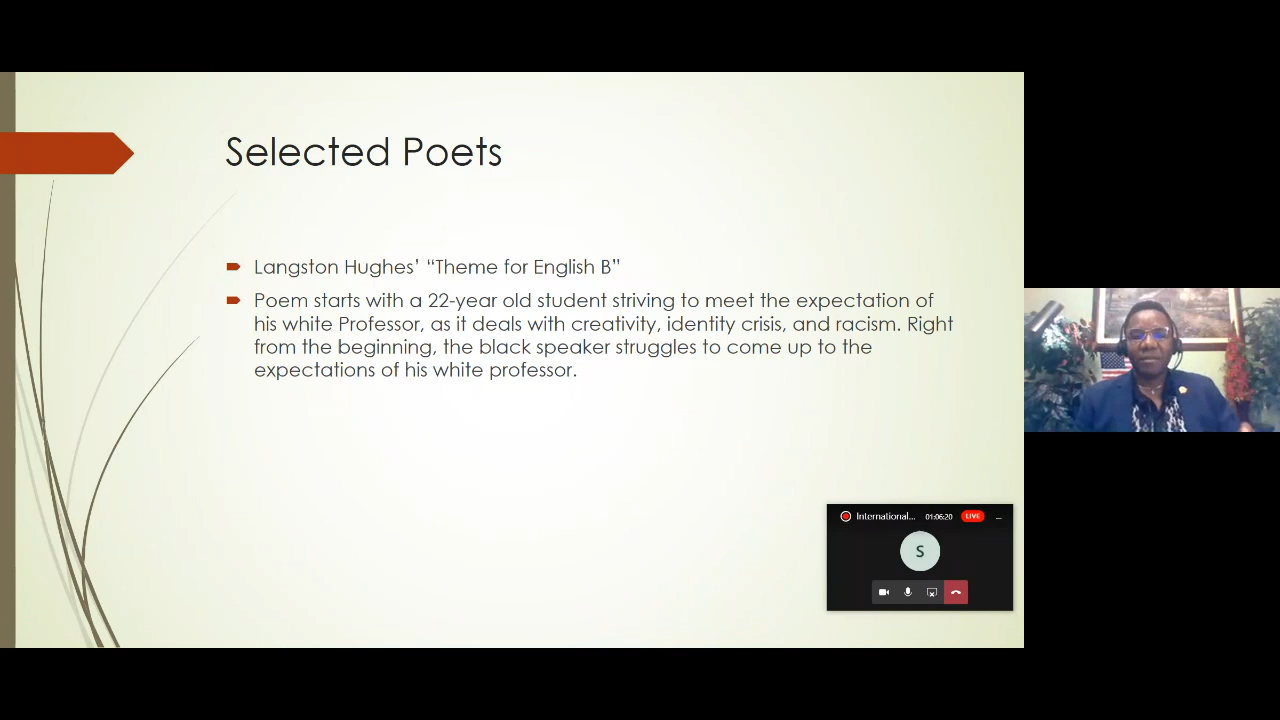 Selected Poets
Langston Hughes’ “Theme for English B”
Poem starts with a 22-year old student striving to meet the expectation of
his white Professor, as it deals with creativity, identity crisis, and racism. Right
from the beginning, the black speaker struggles to come up to the
expectations of his white professor.
International... 01:06:20 LIVE
S